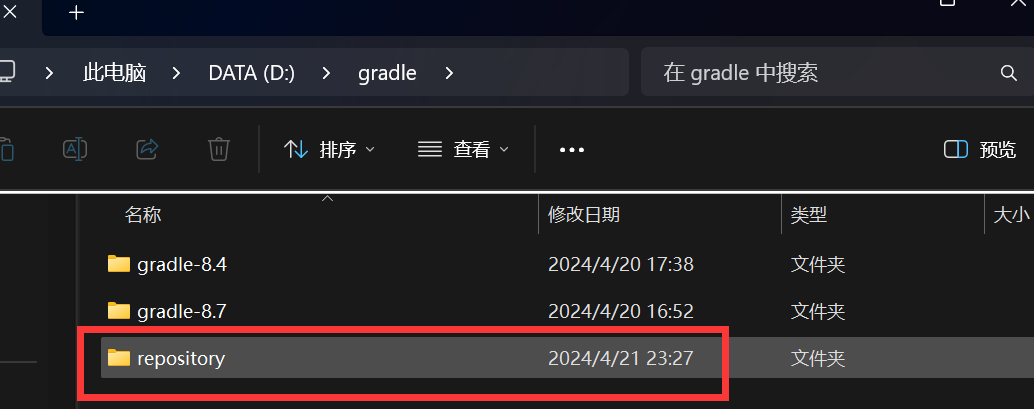 此电脑 DATA (D:) gradle 在 gradle 中搜索
排序 查看 预览
名称 修改日期 类型 大小
gradle-8.4 2024/4/20 17:38 文件夹
gradle-8.7 2024/4/20 16:52 文件夹
repository 2024/4/21 23:27 文件夹